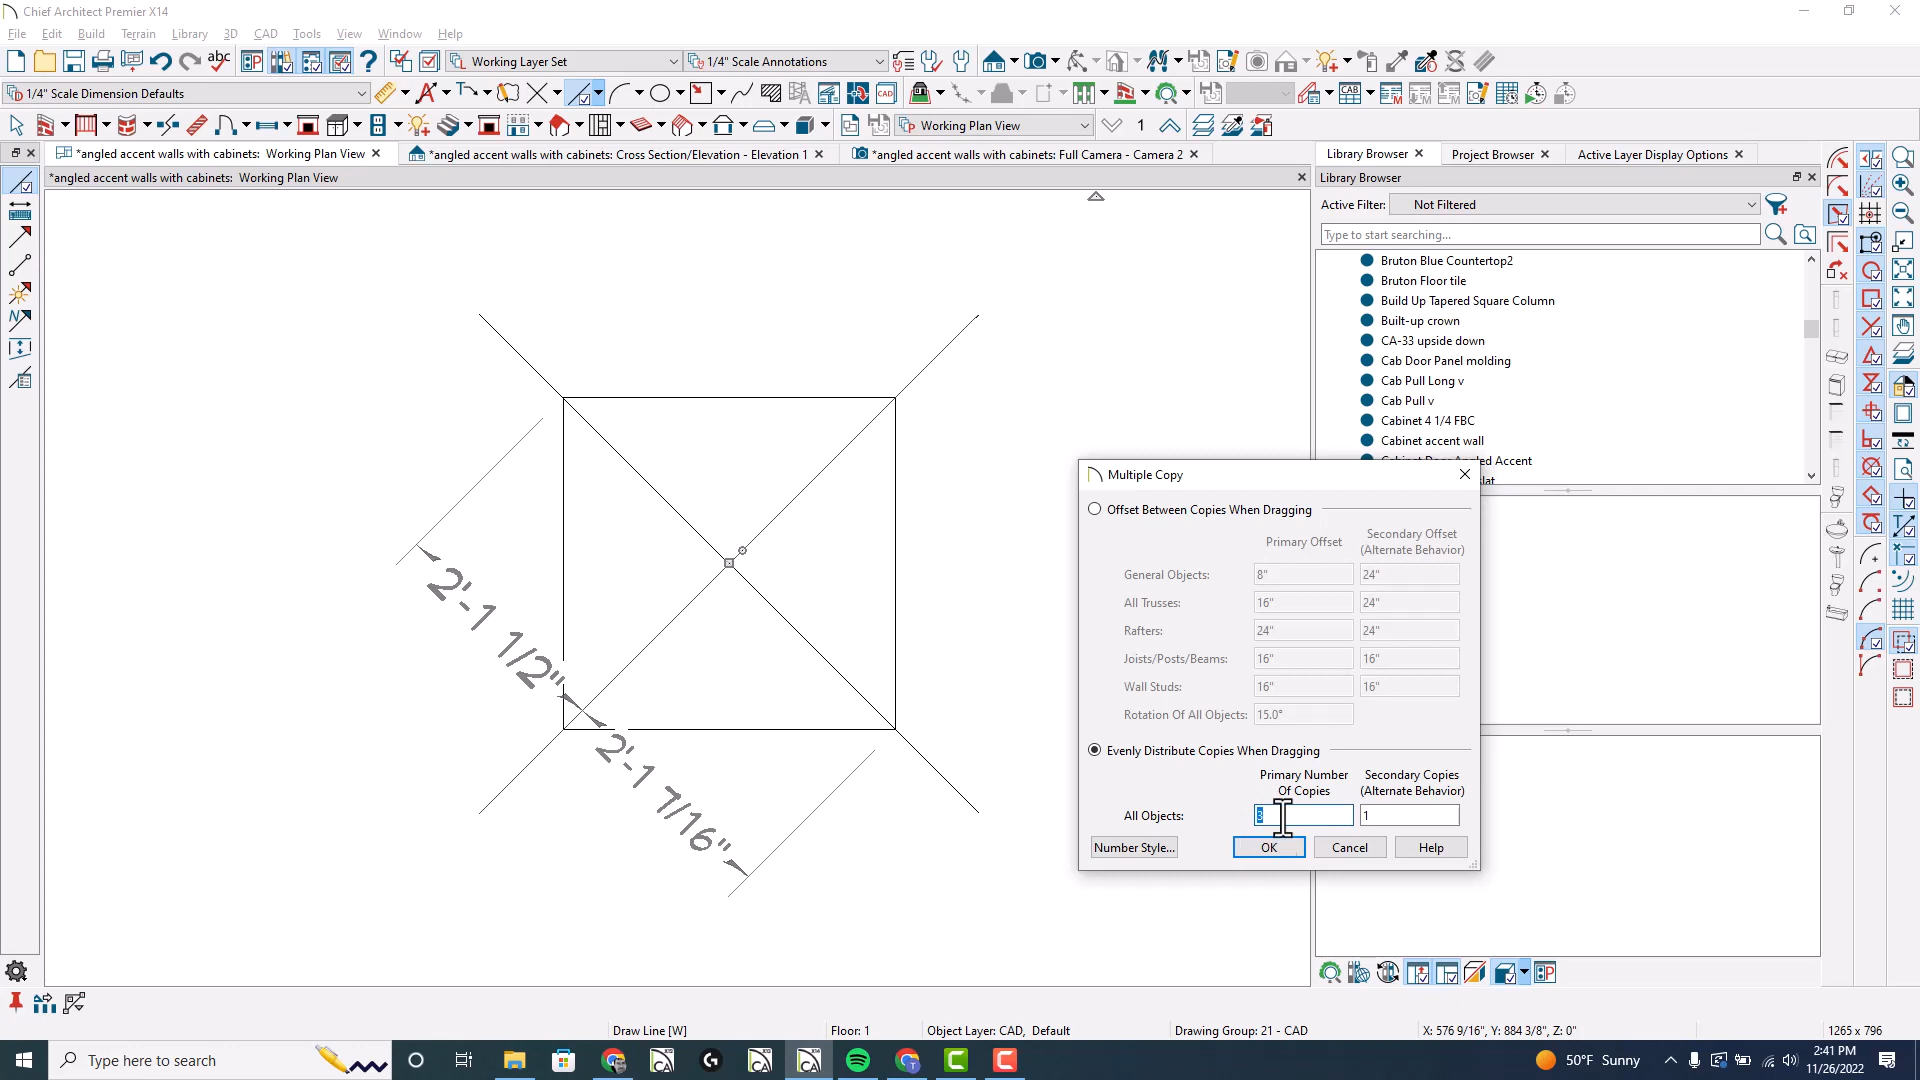 Chief Architect Premier X14
File Edit Build Terrain Library 3D CAD Tools View Window Help
Working Layer Set
1/4" Scale Annotations
1/4" Scale Dimension Defaults
CAD
CAB
Working Plan View
1
*angled accent walls with cabinets: Working Plan View
*angled accent walls with cabinets: Cross Section/Elevation - Elevation 1
*angled accent walls with cabinets: Full Camera - Camera 2
Library Browser
Project Browser
Active Layer Display Options
*angled accent walls with cabinets: Working Plan View
Library Browser
Active Filter:
Not Filtered
Type to start searching...
Bruton Blue Countertop2
Bruton Floor tile
Build Up Tapered Square Column
Built-up crown
CA-33 upside down
Cab Door Panel molding
Cab Pull Long v
Cab Pull v
Cabinet 4 1/4 FBC
Cabinet accent wall
2'-1 1/2"
2'-1 7/16"
Multiple Copy
Offset Between Copies When Dragging
Primary Offset
Secondary Offset
(Alternate Behavior)
General Objects: 8" 24"
All Trusses: 16" 24"
Rafters: 24" 24"
Joists/Posts/Beams: 16" 16"
Wall Studs: 16" 16"
Rotation Of All Objects: 15.0°
Evenly Distribute Copies When Dragging
Primary Number
Of Copies
Secondary Copies
(Alternate Behavior)
All Objects: 3 1
Number Style... OK Cancel Help
Draw Line [W]
Floor: 1
Object Layer: CAD, Default
Drawing Group: 21 - CAD
X: 576 9/16", Y: 884 3/8", Z: 0"
1265 x 796
Type here to search
50°F Sunny
2:41 PM
11/26/2022